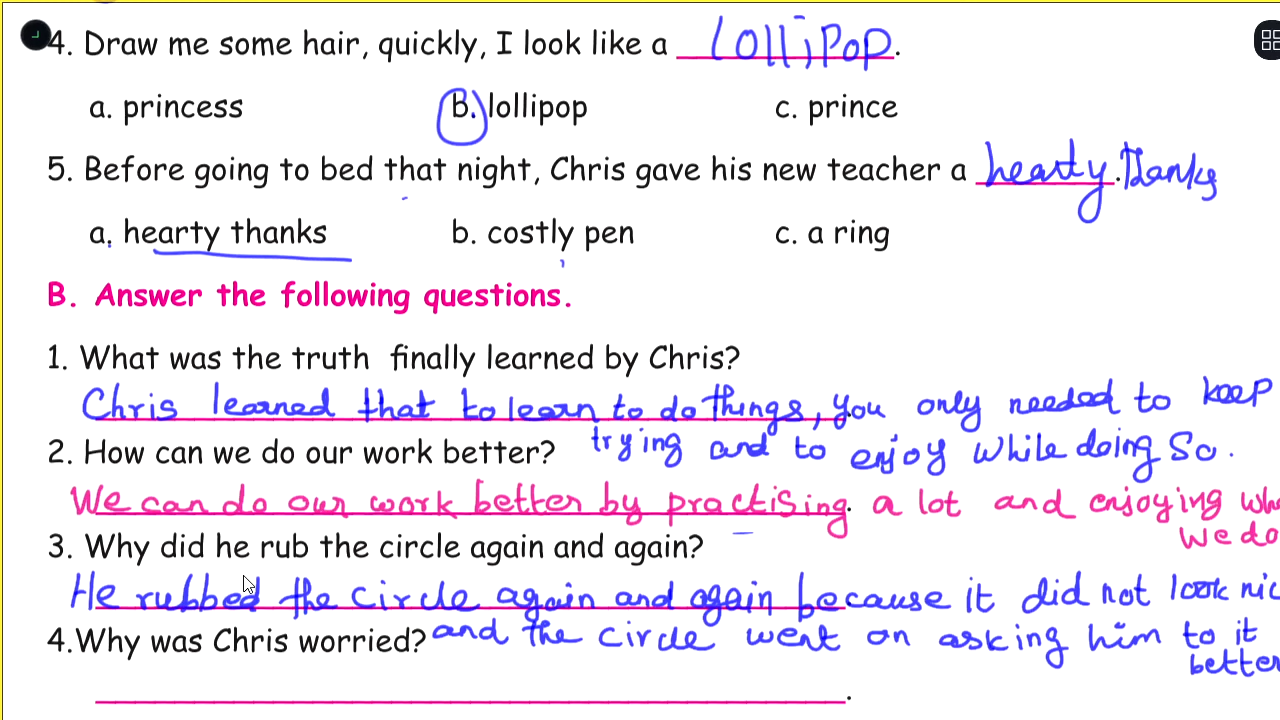 4. Draw me some hair, quickly, I look like a lollipop.
a. princess B. lollipop c. prince
5. Before going to bed that night, Chris gave his new teacher a hearty. Thanks
a. hearty thanks b. costly pen c. a ring
B. Answer the following questions.
1. What was the truth finally learned by Chris?
Chris learned that to learn to do things, you only needed to keep
trying and to enjoy while doing so.
2. How can we do our work better?
We can do our work better by practising. a lot and enjoying
we do
3. Why did he rub the circle again and again?
He rubbed the circle again and again because it did not look
and the circle went on asking him to it
better
4.Why was Chris worried?